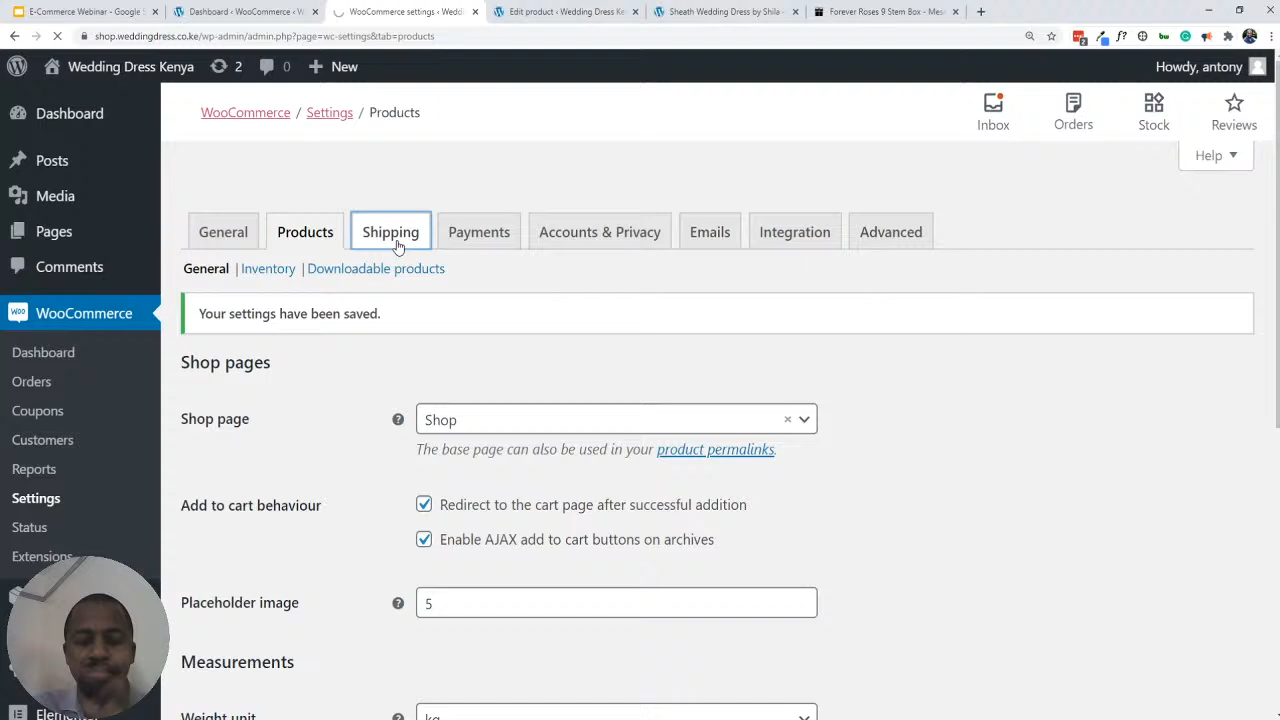 E-Commerce Webinar - Google S
Dashboard ‹ WooCommerce ‹ W
WooCommerce settings ‹ Wedd
Edit product ‹ Wedding Dress Ke
Sheath Wedding Dress by Shila -
Forever Roses 9 Stem Box - Mes
shop.weddingdress.co.ke/wp-admin/admin.php?page=wc-settings&tab=products
Wedding Dress Kenya
2
0
New
Howdy, antony
Dashboard
Posts
Media
Pages
Comments
WooCommerce
Dashboard
Orders
Coupons
Customers
Reports
Settings
Status
Extensions
WooCommerce / Settings / Products
Inbox
Orders
Stock
Reviews
Help
General
Products
Shipping
Payments
Accounts & Privacy
Emails
Integration
Advanced
General | Inventory | Downloadable products
Your settings have been saved.
Shop pages
Shop page
Shop
The base page can also be used in your product permalinks.
Add to cart behaviour
Redirect to the cart page after successful addition
Enable AJAX add to cart buttons on archives
Placeholder image
5
Measurements
Weight unit
kg